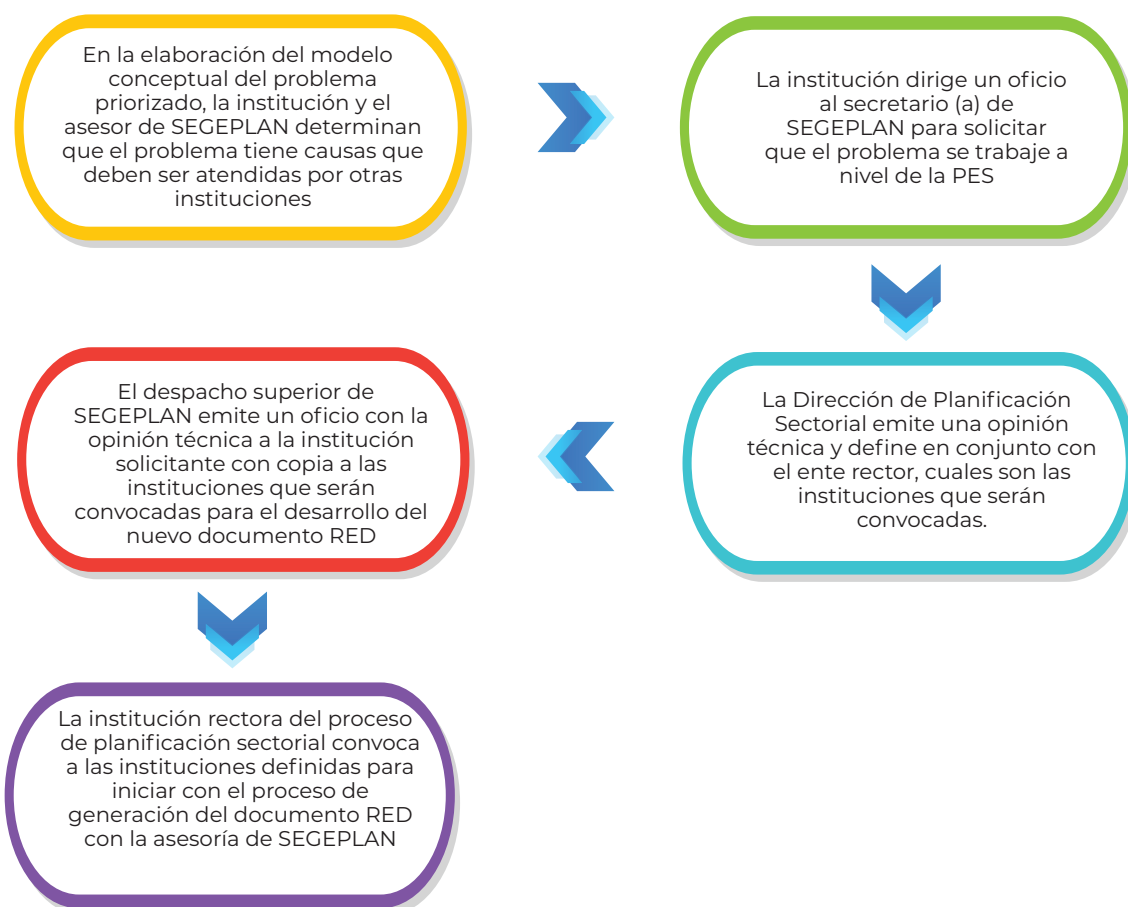 En la elaboración del modelo
conceptual del problema
priorizado, la institución y el
asesor de SEGEPLAN determinan
que el problema tiene causas que
deben ser atendidas por otras
instituciones
La institución dirige un oficio
al secretario (a) de
SEGEPLAN para solicitar
que el problema se trabaje a
nivel de la PES
La Dirección de Planificación
Sectorial emite una opinión
técnica y define en conjunto con
el ente rector, cuales son las
instituciones que serán
convocadas.
El despacho superior de
SEGEPLAN emite un oficio con la
opinión técnica a la institución
solicitante con copia a las
instituciones que serán
convocadas para el desarrollo del
nuevo documento RED
La institución rectora del proceso
de planificación sectorial convoca
a las instituciones definidas para
iniciar con el proceso de
generación del documento RED
con la asesoría de SEGEPLAN